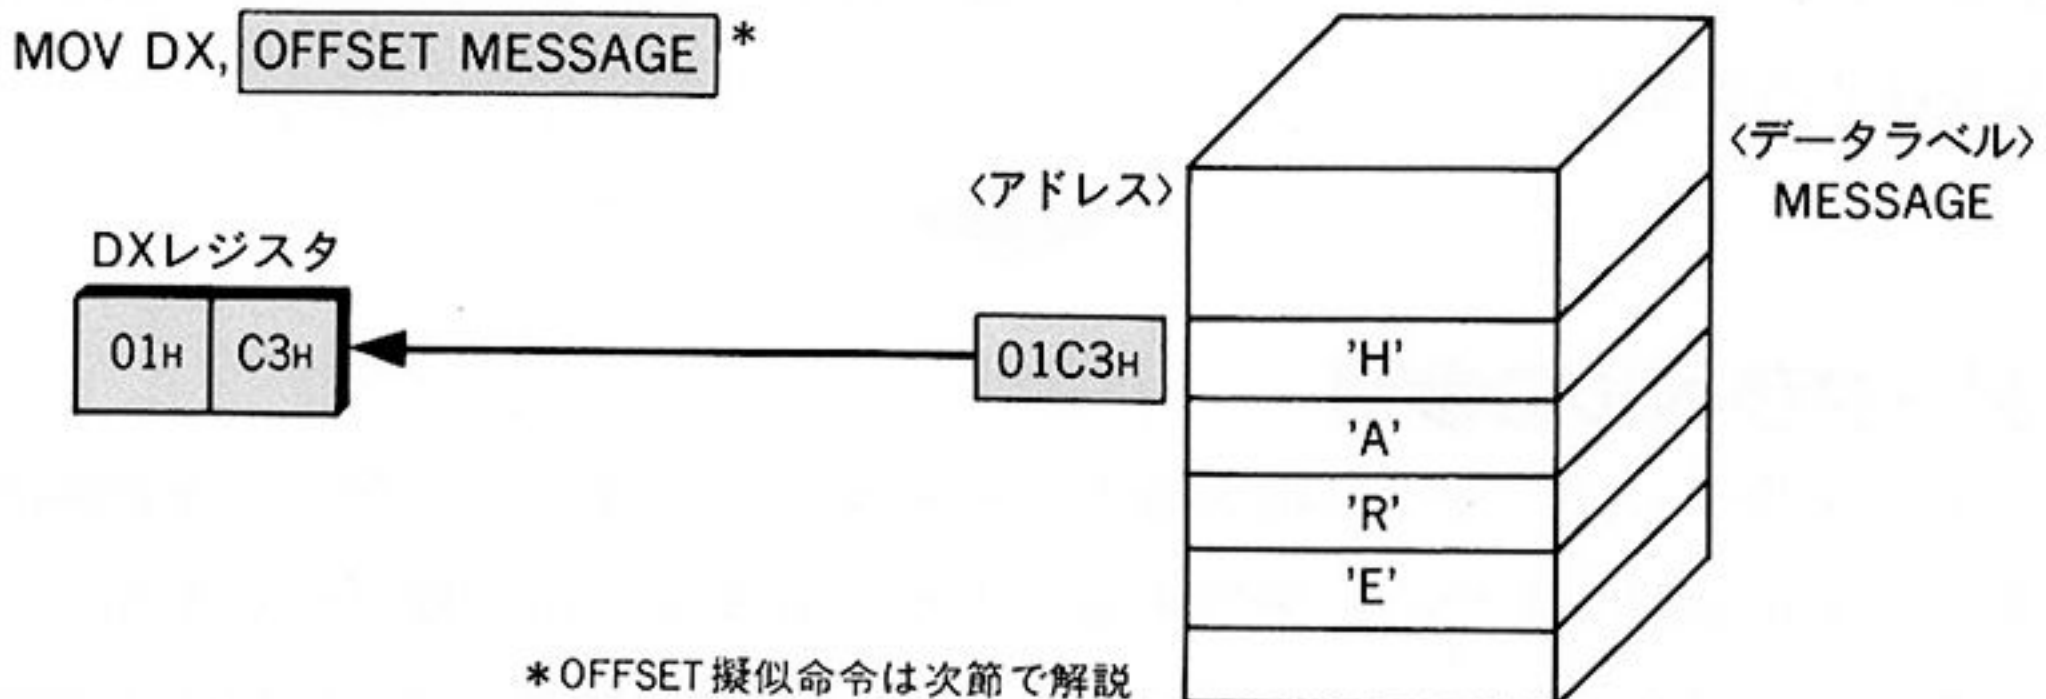 MOV DX, OFFSET MESSAGE *
〈データラベル〉
MESSAGE
〈アドレス〉
DXレジスタ
01H C3H
01C3H
'H'
'A'
'R'
'E'
*OFFSET擬似命令は次節で解説